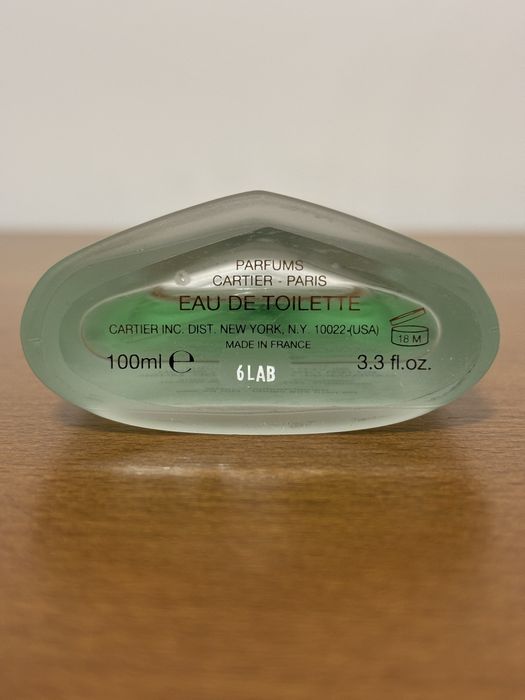 PARFUMS
CARTIER - PARIS
EAU DE TOILETTE
CARTIER INC. DIST. NEW YORK, N.Y. 10022-(USA)
MADE IN FRANCE
18 M
100ml ℮
3.3 fl.oz.
6LAB